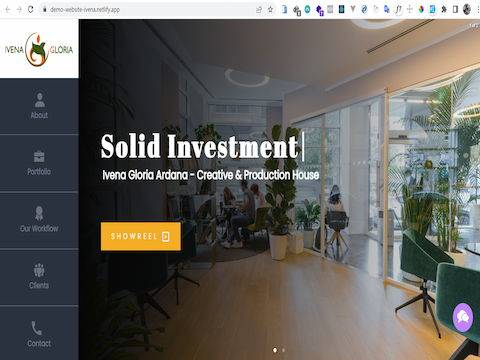 demo-website-ivena.netlify.app
IVENA GLORIA
About
Portfolio
Our Workflow
Clients
Contact
Solid Investment|
Ivena Gloria Ardana - Creative & Production House
SHOWREEL